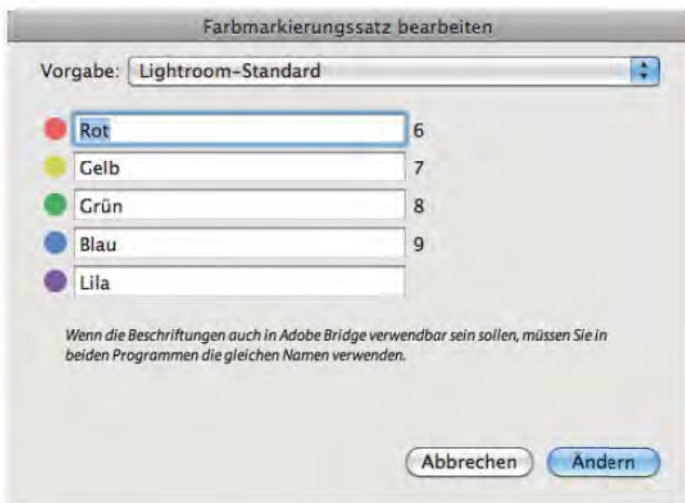 Farbmarkierungssatz bearbeiten
Vorgabe: Lightroom-Standard
Rot 6
Gelb 7
Grün 8
Blau 9
Lila
Wenn die Beschriftungen auch in Adobe Bridge verwendbar sein sollen, müssen Sie in
beiden Programmen die gleichen Namen verwenden.
Abbrechen Ändern